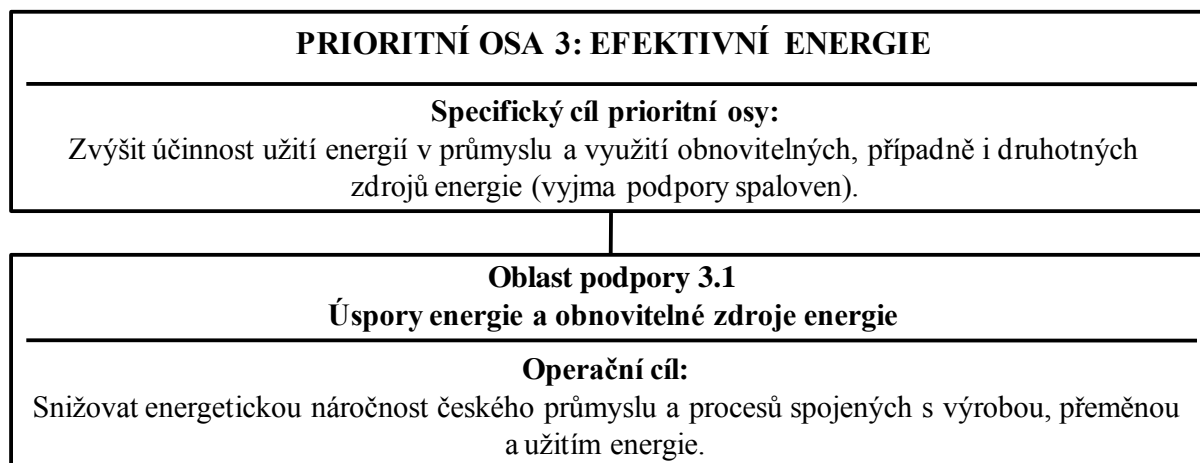 PRIORITNÍ OSA 3: EFEKTIVNÍ ENERGIE
Specifický cíl prioritní osy:
Zvýšit účinnost užití energií v průmyslu a využití obnovitelných, případně i druhotných
zdrojů energie (vyjma podpory spaloven).
Oblast podpory 3.1
Úspory energie a obnovitelné zdroje energie
Operační cíl:
Snižovat energetickou náročnost českého průmyslu a procesů spojených s výrobou, přeměnou
a užitím energie.